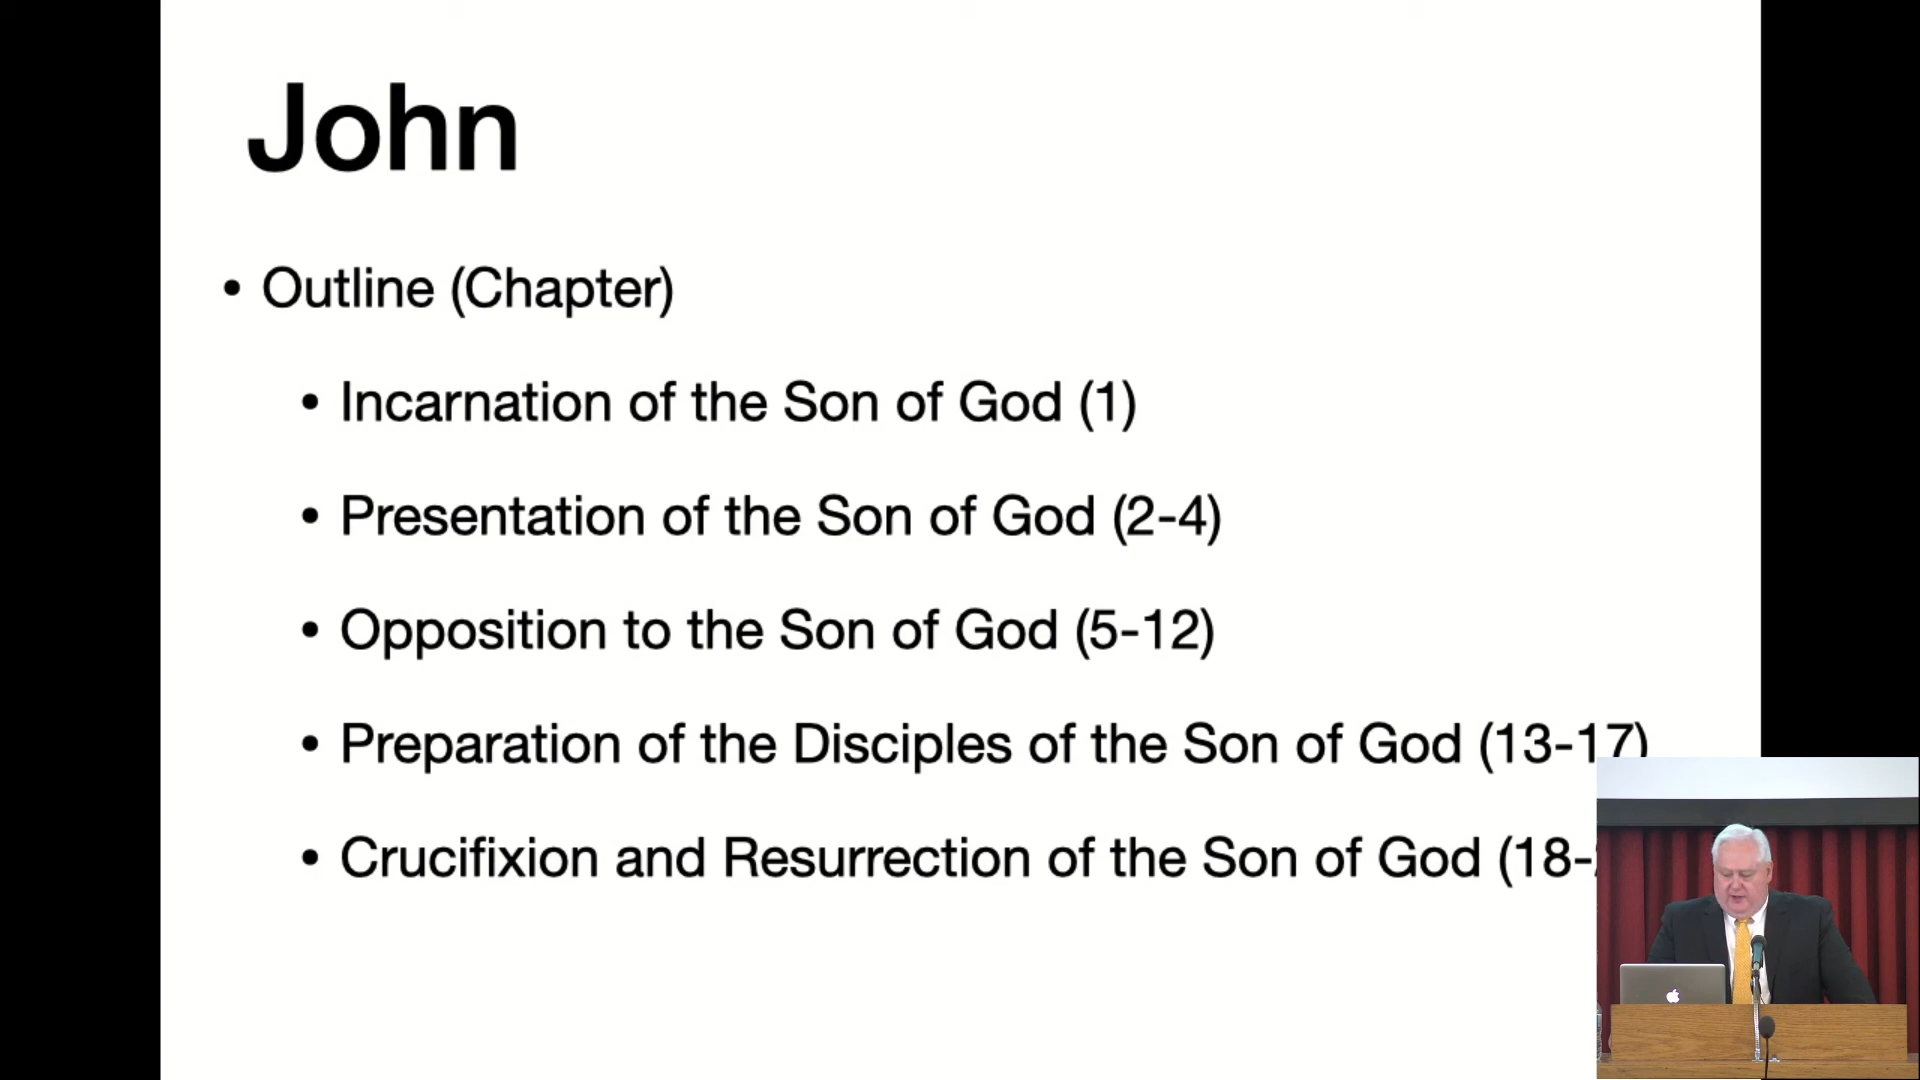 John
• Outline (Chapter)
• Incarnation of the Son of God (1)
• Presentation of the Son of God (2-4)
• Opposition to the Son of God (5-12)
• Preparation of the Disciples of the Son of God (13-17)
• Crucifixion and Resurrection of the Son of God (18-